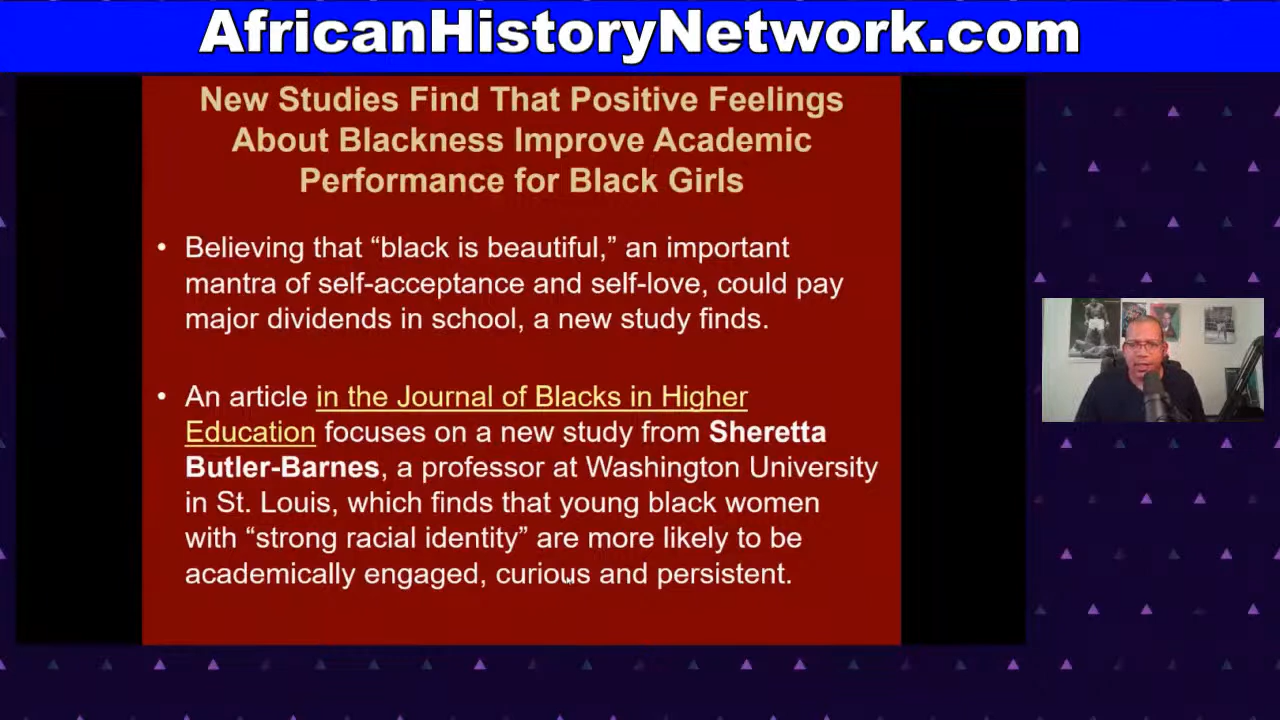 AfricanHistoryNetwork.com
New Studies Find That Positive Feelings
About Blackness Improve Academic
Performance for Black Girls
• Believing that “black is beautiful,” an important
mantra of self-acceptance and self-love, could pay
major dividends in school, a new study finds.
• An article in the Journal of Blacks in Higher
Education focuses on a new study from Sheretta
Butler-Barnes, a professor at Washington University
in St. Louis, which finds that young black women
with “strong racial identity” are more likely to be
academically engaged, curious and persistent.